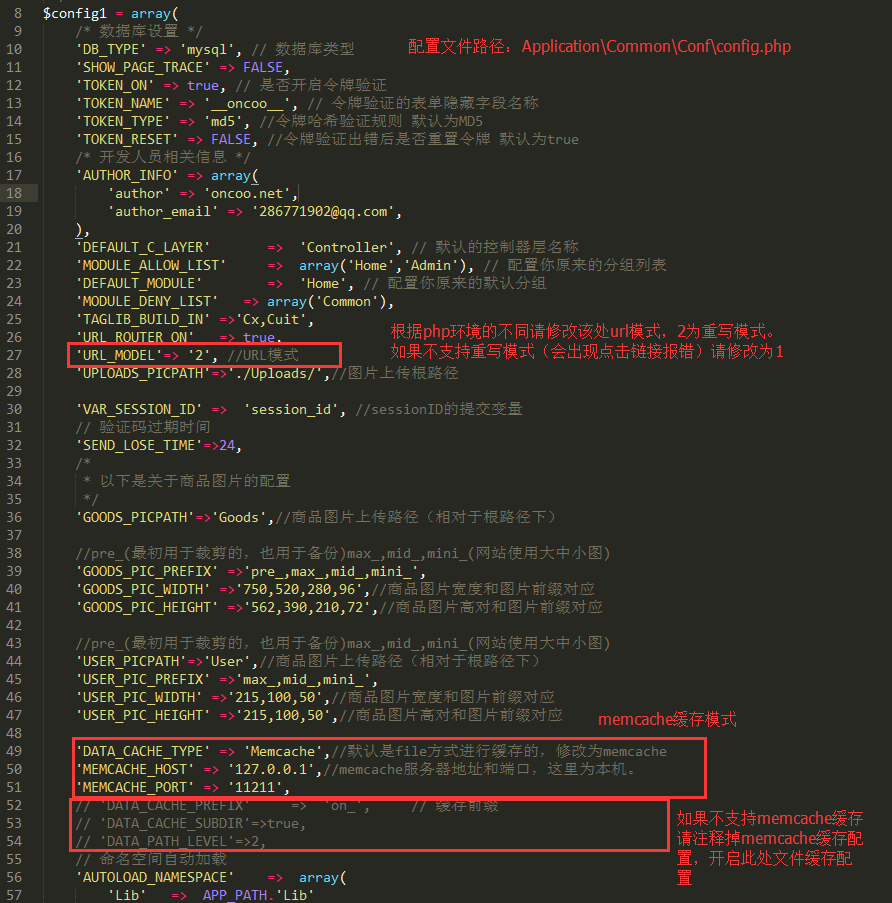 8 $config1 = array(
9 /* 数据库设置 */
10 'DB_TYPE' => 'mysql', // 数据库类型
配置文件路径：Application\Common\Conf\config.php
11 'SHOW_PAGE_TRACE' => FALSE,
12 'TOKEN_ON' => true, // 是否开启令牌验证
13 'TOKEN_NAME' => '__oncoo__', // 令牌验证的表单隐藏字段名称
14 'TOKEN_TYPE' => 'md5', //令牌哈希验证规则 默认为MD5
15 'TOKEN_RESET' => FALSE, //令牌验证出错后是否重置令牌 默认为true
16 /* 开发人员相关信息 */
17 'AUTHOR_INFO' => array(
18 'author' => 'oncoo.net',
19 'author_email' => '286771902@qq.com',
20 ),
21 'DEFAULT_C_LAYER' => 'Controller', // 默认的控制器层名称
22 'MODULE_ALLOW_LIST' => array('Home','Admin'), // 配置你原来的分组列表
23 'DEFAULT_MODULE' => 'Home', // 配置你原来的默认分组
24 'MODULE_DENY_LIST' => array('Common'),
25 'TAGLIB_BUILD_IN' =>'Cx,Cuit',
26 'URL_ROUTER_ON' => true,
根据php环境的不同请修改该处url模式，2为重写模式。
27 'URL_MODEL'=> '2', //URL模式
如果不支持重写模式（会出现点击链接报错）请修改为1
28 'UPLOADS_PICPATH'=>'./Uploads/',//图片上传根路径
29
30 'VAR_SESSION_ID' => 'session_id', //sessionID的提交变量
31 // 验证码过期时间
32 'SEND_LOSE_TIME'=>24,
33 /*
34 * 以下是关于商品图片的配置
35 */
36 'GOODS_PICPATH'=>'Goods',//商品图片上传路径（相对于根路径下）
37
38 //pre_(最初用于裁剪的，也用于备份)max_,mid_,mini_(网站使用大中小图)
39 'GOODS_PIC_PREFIX' =>'pre_,max_,mid_,mini_',
40 'GOODS_PIC_WIDTH' =>'750,520,280,96',//商品图片宽度和图片前缀对应
41 'GOODS_PIC_HEIGHT' =>'562,390,210,72',//商品图片高对和图片前缀对应
42
43 //pre_(最初用于裁剪的，也用于备份)max_,mid_,mini_(网站使用大中小图)
44 'USER_PICPATH'=>'User',//商品图片上传路径（相对于根路径下）
45 'USER_PIC_PREFIX' =>'max_,mid_,mini_',
46 'USER_PIC_WIDTH' =>'215,100,50',//商品图片宽度和图片前缀对应
47 'USER_PIC_HEIGHT' =>'215,100,50',//商品图片高对和图片前缀对应
memcache缓存模式
48
49 'DATA_CACHE_TYPE' => 'Memcache',//默认是file方式进行缓存的，修改为memcache
50 'MEMCACHE_HOST' => '127.0.0.1',//memcache服务器地址和端口，这里为本机。
51 'MEMCACHE_PORT' => '11211',
52 // 'DATA_CACHE_PREFIX' => 'on_', // 缓存前缀
53 // 'DATA_CACHE_SUBDIR'=>true,
54 // 'DATA_PATH_LEVEL'=>2,
如果不支持memcache缓存
请注释掉memcache缓存配
置，开启此处文件缓存配
置
55 // 命名空间自动加载
56 'AUTOLOAD_NAMESPACE' => array(
57 'Lib' => APP_PATH.'Lib'